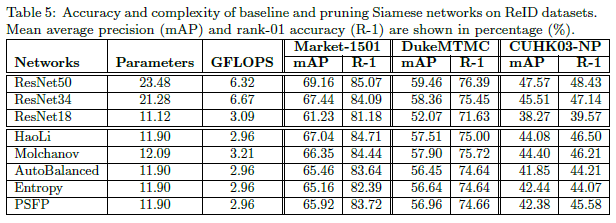 Table 5: Accuracy and complexity of baseline and pruning Siamese networks on ReID datasets.
Mean average precision (mAP) and rank-01 accuracy (R-1) are shown in percentage (%).
Market-1501 DukeMTMC CUHK03-NP
Networks Parameters GFLOPS mAP R-1 mAP R-1 mAP R-1
ResNet50 23.48 6.32 69.16 85.07 59.46 76.39 47.57 48.43
ResNet34 21.28 6.67 67.44 84.09 58.36 75.45 45.51 47.14
ResNet18 11.12 3.09 61.23 81.18 52.07 71.63 38.27 39.57
HaoLi 11.90 2.96 67.04 84.71 57.51 75.00 44.08 46.50
Molchanov 12.09 3.21 66.35 84.44 57.90 75.72 44.40 46.21
AutoBalanced 11.90 2.96 65.46 83.64 56.45 74.64 41.85 44.21
Entropy 11.90 2.96 65.16 82.39 56.64 74.64 42.44 44.07
PSFP 11.90 2.96 65.92 83.72 56.96 74.66 42.38 45.58